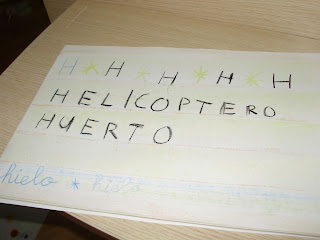 H * H * H * H * H
HELICOPTERO
HUERTO
hielo * hielo